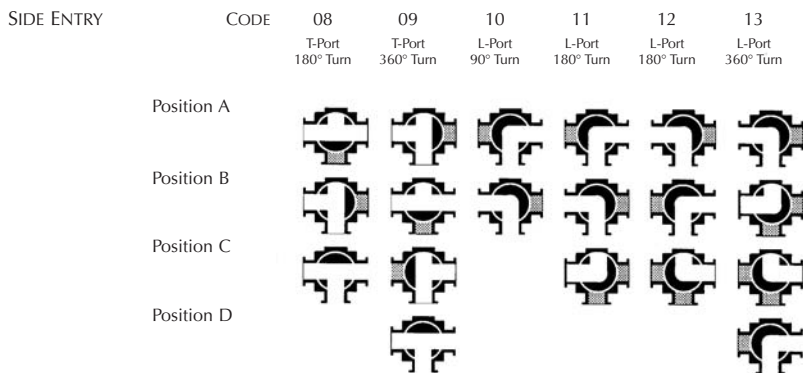 SIDE ENTRY CODE 08 09 10 11 12 13
T-Port T-Port L-Port L-Port L-Port L-Port
180° Turn 360° Turn 90° Turn 180° Turn 180° Turn 360° Turn
Position A
Position B
Position C
Position D